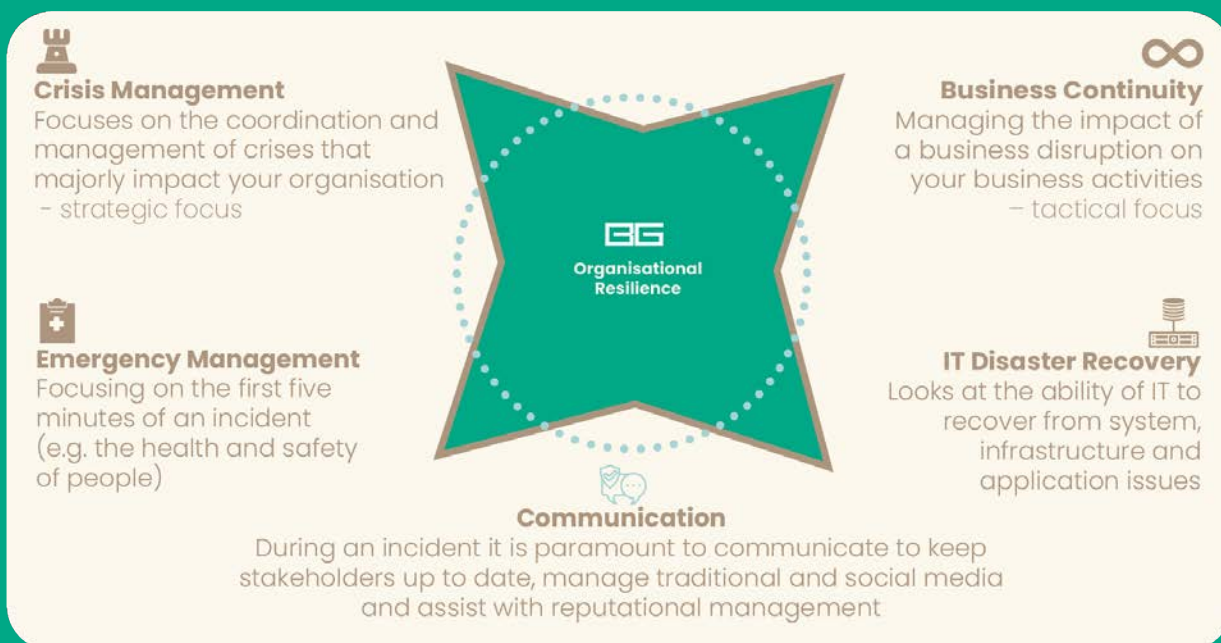 Crisis Management
Focuses on the coordination and
management of crises that
majorly impact your organisation
- strategic focus
Business Continuity
Managing the impact of
a business disruption on
your business activities
– tactical focus
BG
Organisational
Resilience
Emergency Management
Focusing on the first five
minutes of an incident
(e.g. the health and safety
of people)
IT Disaster Recovery
Looks at the ability of IT to
recover from system,
infrastructure and
application issues
Communication
During an incident it is paramount to communicate to keep
stakeholders up to date, manage traditional and social media
and assist with reputational management